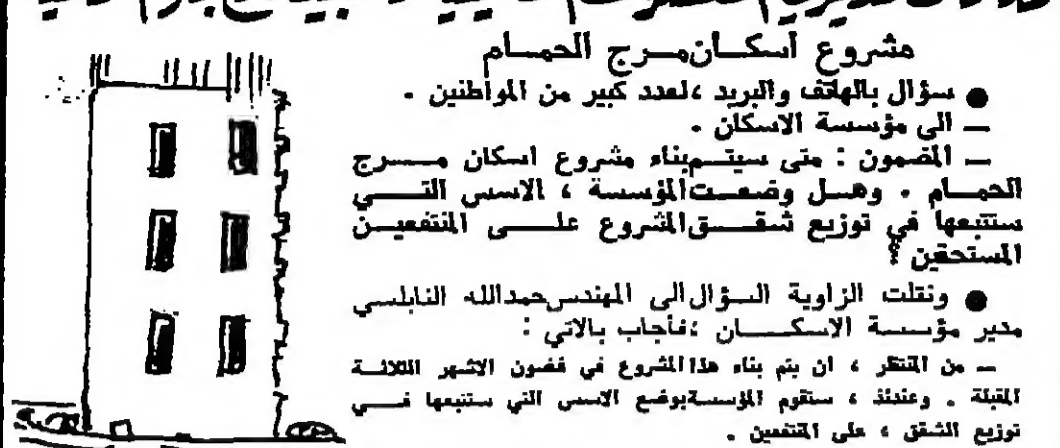 مشروع اسكان مرج الحمام
● سؤال بالهاتف والبريد ، لعدد كبير من المواطنين .
— الى مؤسسة الاسكان .
— المضمون : متى سيتم بناء مشروع اسكان مرج
الحمام . وهل وضعت المؤسسة ، الاسس التي
ستتبعها في توزيع شقق المشروع على المنتفعين
المستحقين ؟
● ونقلت الزاوية السؤال الى المهندس حمدالله النابلسي
مدير مؤسسة الاسكان ؛ فأجاب بالاتي :
— من المنتظر ، ان يتم بناء هذا المشروع في غضون الاشهر الثلاثة
المقبلة . وعندئذ ، ستقوم المؤسسة بوضع الاسس التي ستتبعها في
توزيع الشقق ، على المنتفعين .